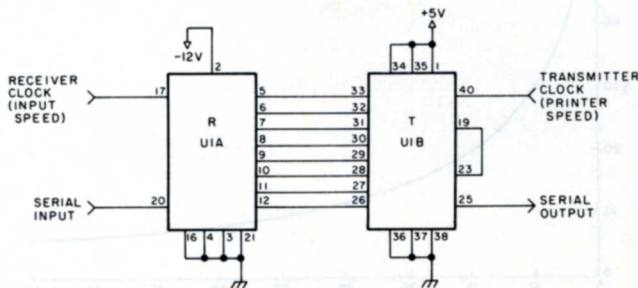 +5V
-12V
2
34 35 1
RECEIVER
CLOCK
(INPUT
SPEED)
17
R
U1A
5
6
7
8
9
10
11
12
33
32
31
30
29
28
27
26
T
U1B
40
TRANSMITTER
CLOCK
(PRINTER
SPEED)
19
23
SERIAL
INPUT
20
25
SERIAL
OUTPUT
16 4 3 21
36 37 38